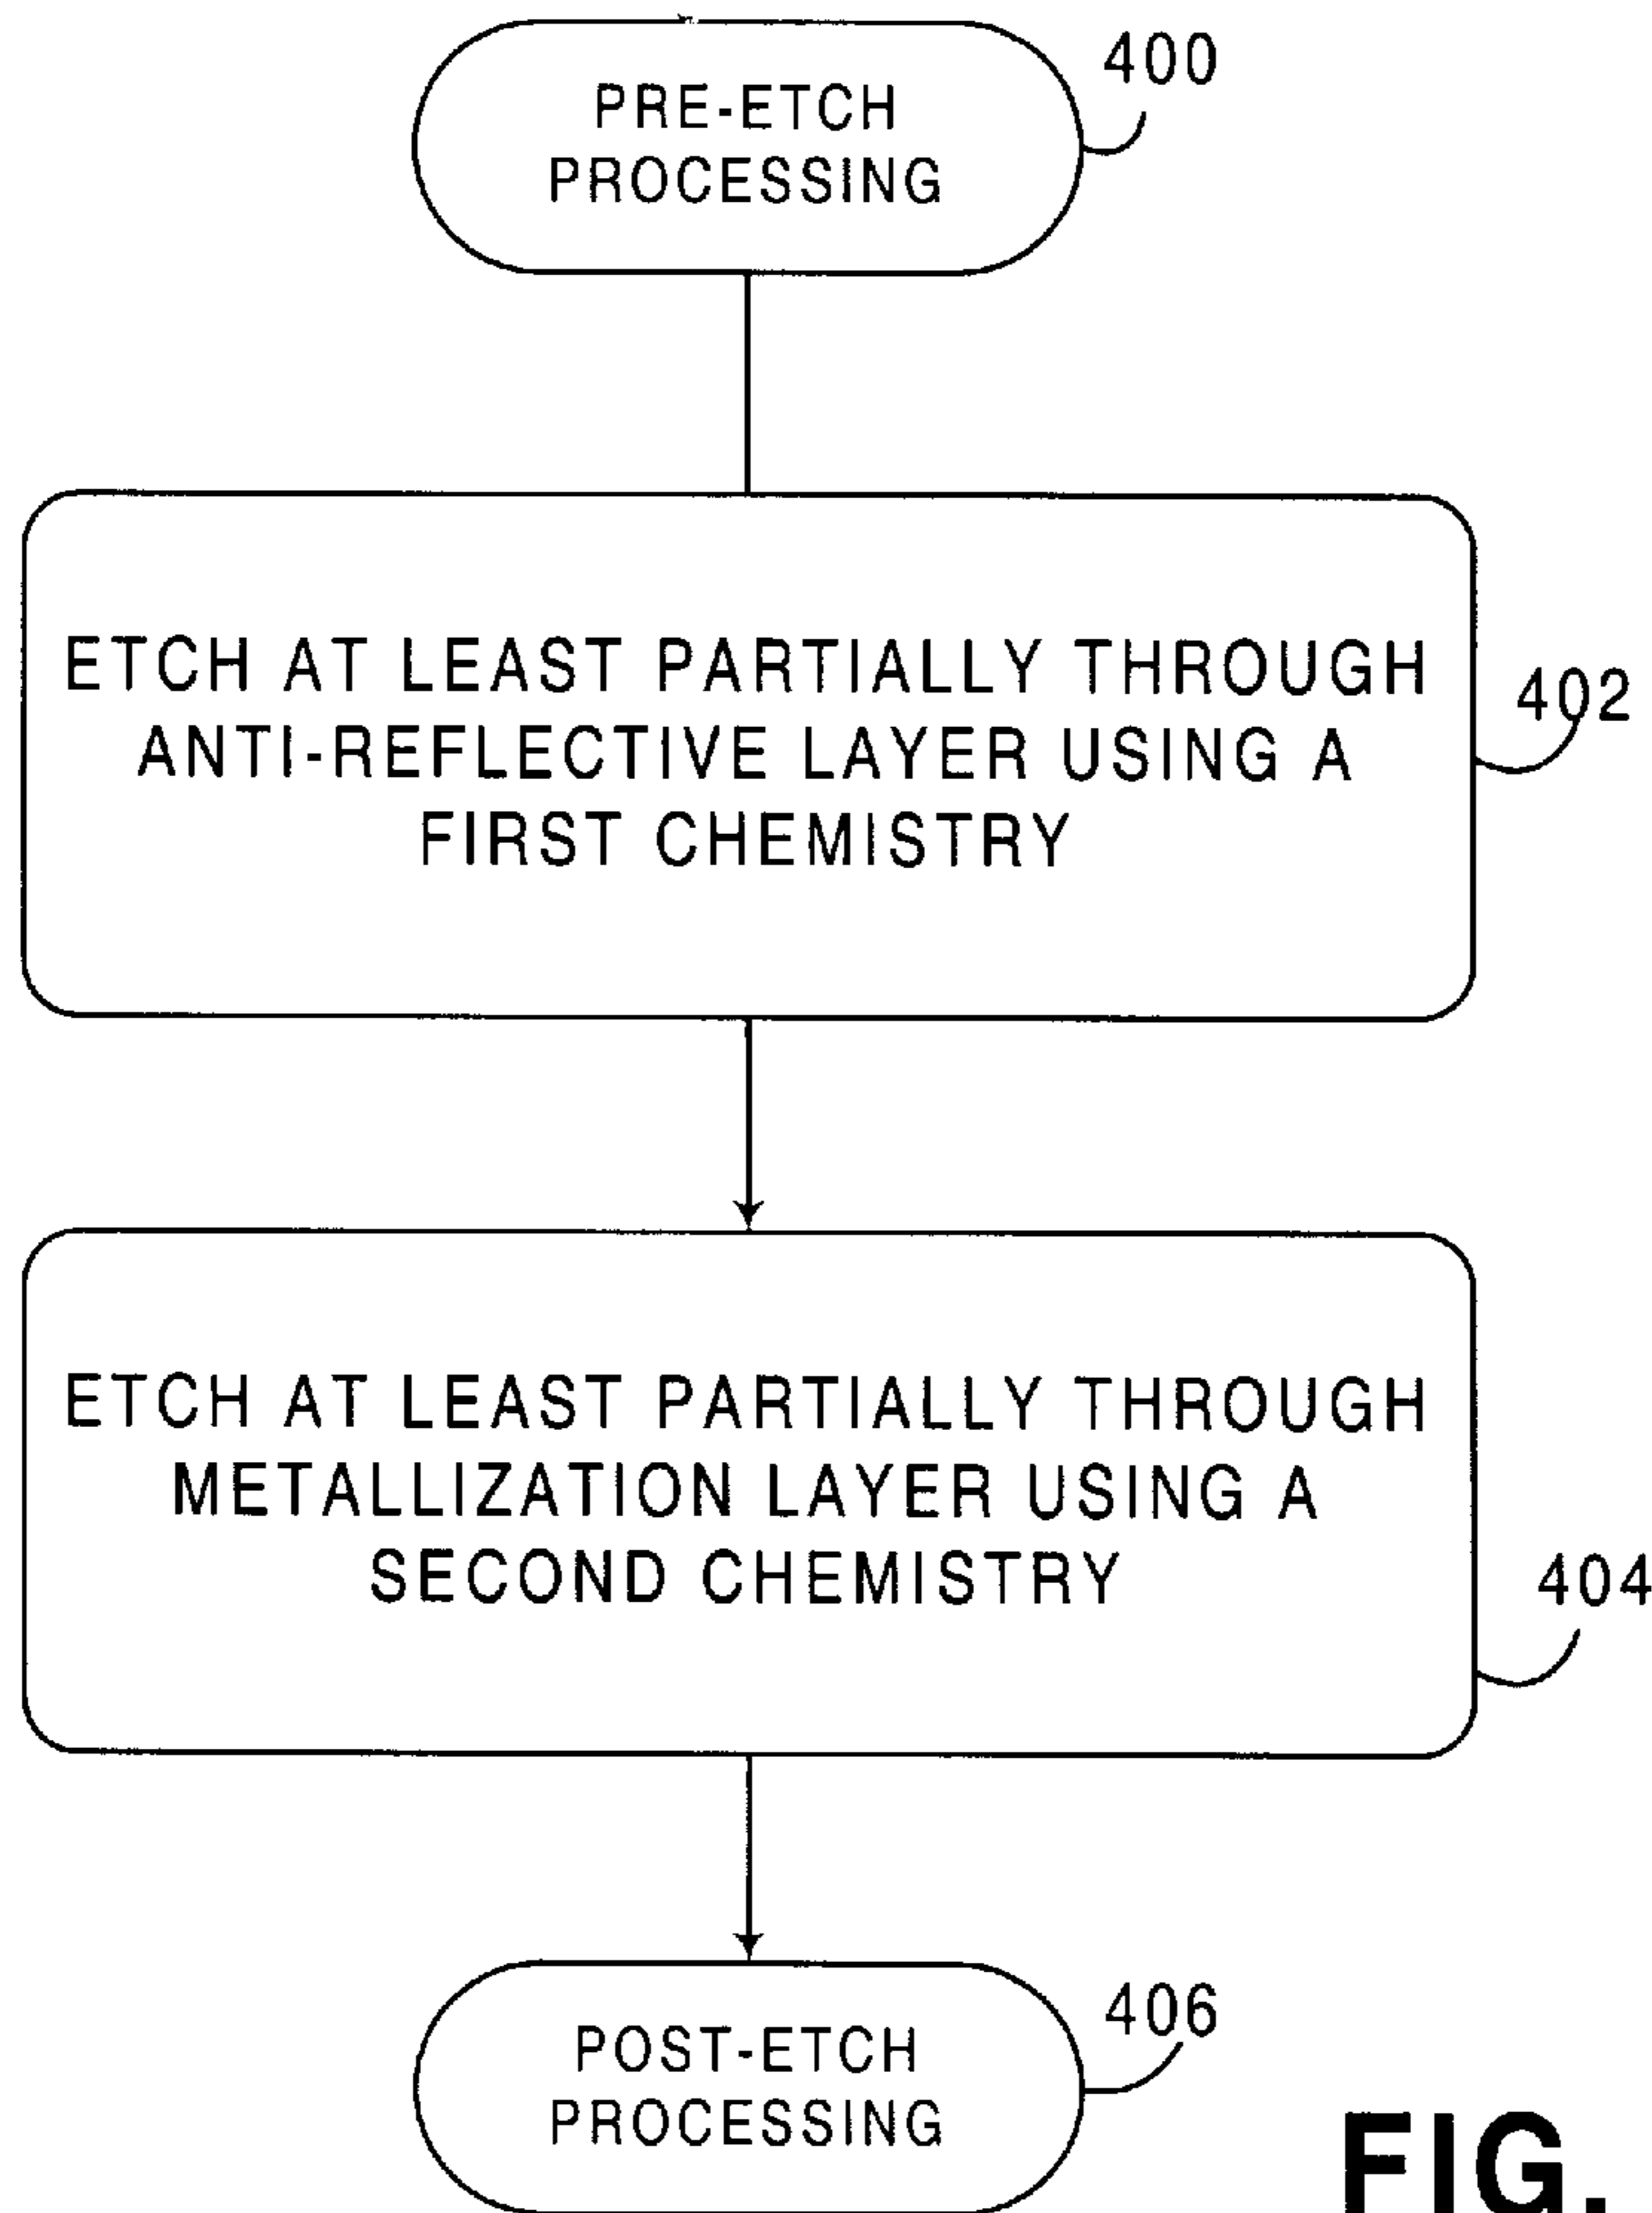 400
PRE-ETCH
PROCESSING
ETCH AT LEAST PARTIALLY THROUGH
ANTI-REFLECTIVE LAYER USING A
FIRST CHEMISTRY
402
ETCH AT LEAST PARTIALLY THROUGH
METALLIZATION LAYER USING A
SECOND CHEMISTRY
404
406
POST-ETCH
PROCESSING
FIG.